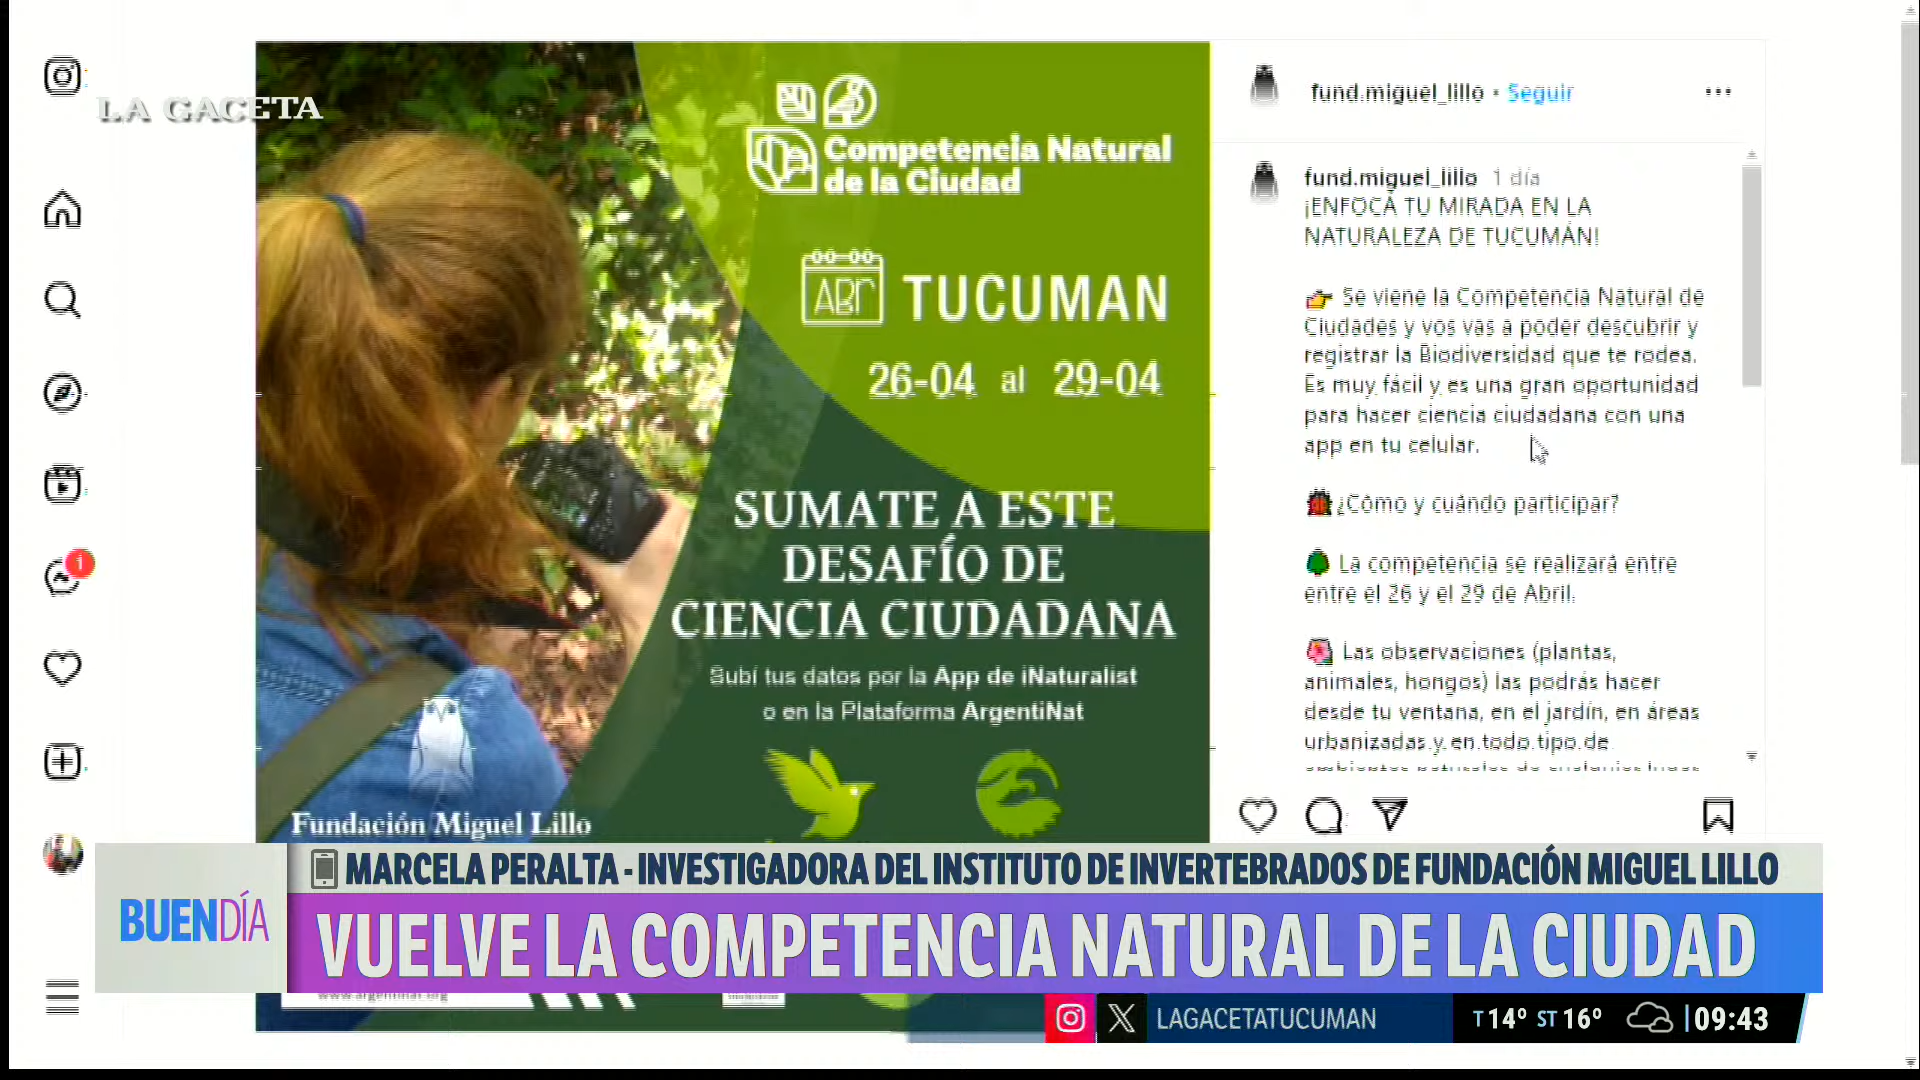 LA GACETA
Competencia Natural
de la Ciudad
ABR
TUCUMAN
26-04 al 29-04
SUMATE A ESTE
DESAFÍO DE
CIENCIA CIUDADANA
Subí tus datos por la App de iNaturalist
o en la Plataforma ArgentiNat
Fundación Miguel Lillo
fund.miguel_lillo • Seguir
fund.miguel_lillo 1 día
¡ENFOCÁ TU MIRADA EN LA
NATURALEZA DE TUCUMÁN!
👉 Se viene la Competencia Natural de
Ciudades y vos vas a poder descubrir y
registrar la Biodiversidad que te rodea.
Es muy fácil y es una gran oportunidad
para hacer ciencia ciudadana con una
app en tu celular.
🐞¿Cómo y cuándo participar?
🌳 La competencia se realizará entre
entre el 26 y el 29 de Abril.
🌺 Las observaciones (plantas,
animales, hongos) las podrás hacer
desde tu ventana, en el jardín, en áreas
urbanizadas y en todo tipo de
1
MARCELA PERALTA - INVESTIGADORA DEL INSTITUTO DE INVERTEBRADOS DE FUNDACIÓN MIGUEL LILLO
BUENDÍA
VUELVE LA COMPETENCIA NATURAL DE LA CIUDAD
LAGACETATUCUMAN
T 14º ST 16º
09:43